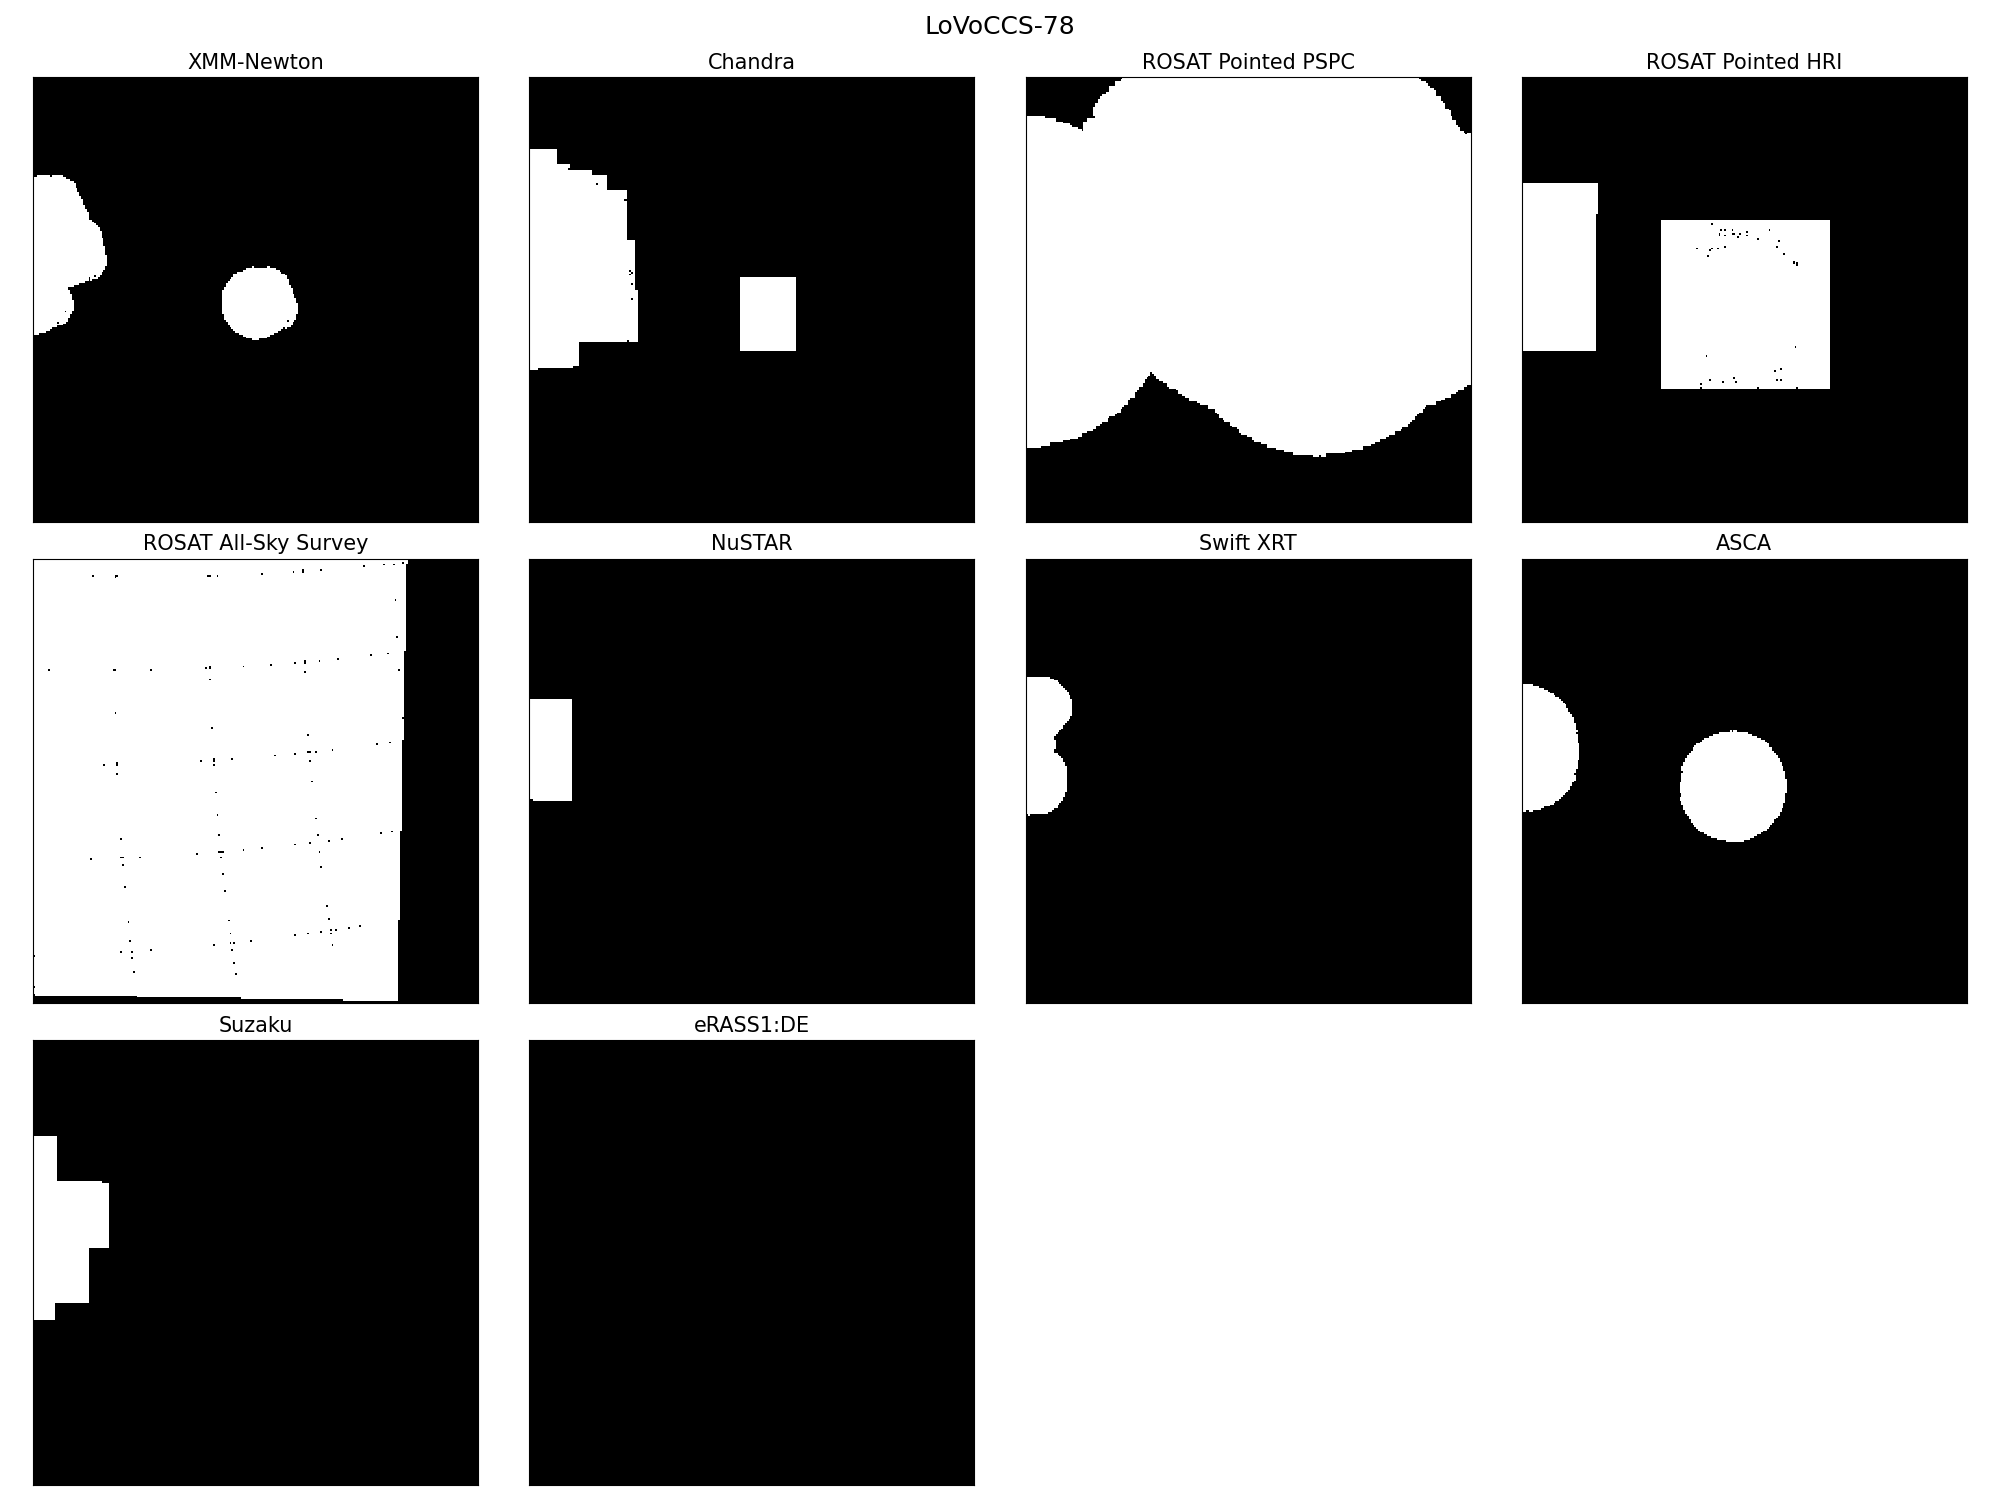 LoVoCCS-78
XMM-Newton
Chandra
ROSAT Pointed PSPC
ROSAT Pointed HRI
ROSAT All-Sky Survey
NuSTAR
Swift XRT
ASCA
Suzaku
eRASS1:DE